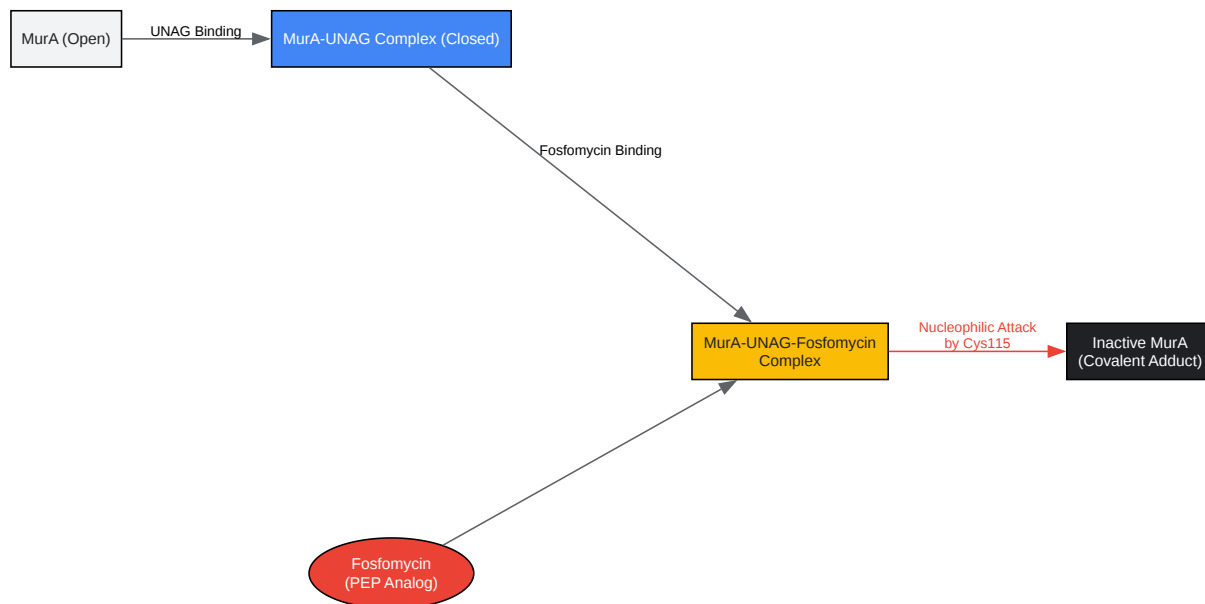 MurA (Open)
UNAG Binding
MurA-UNAG Complex (Closed)
Fosfomycin Binding
MurA-UNAG-Fosfomycin
Complex
Nucleophilic Attack
by Cys115
Inactive MurA
(Covalent Adduct)
Fosfomycin
(PEP Analog)